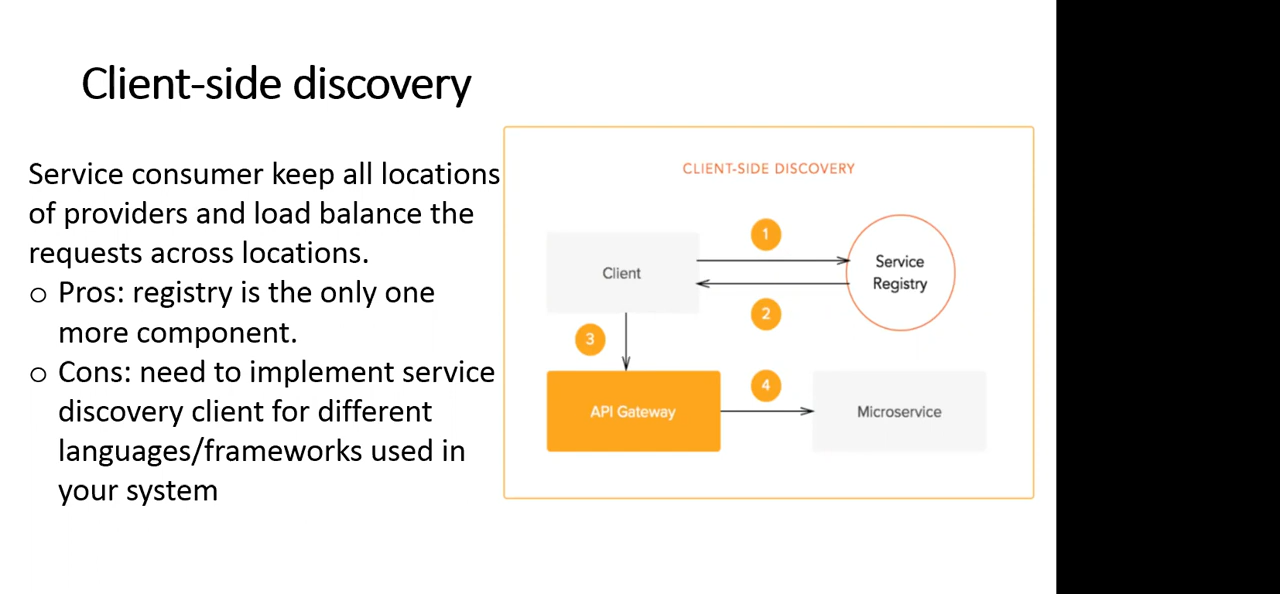 Client-side discovery
Service consumer keep all locations
of providers and load balance the
requests across locations.
o Pros: registry is the only one
more component.
o Cons: need to implement service
discovery client for different
languages/frameworks used in
your system
CLIENT-SIDE DISCOVERY
1
Client
Service
Registry
2
3
4
API Gateway
Microservice